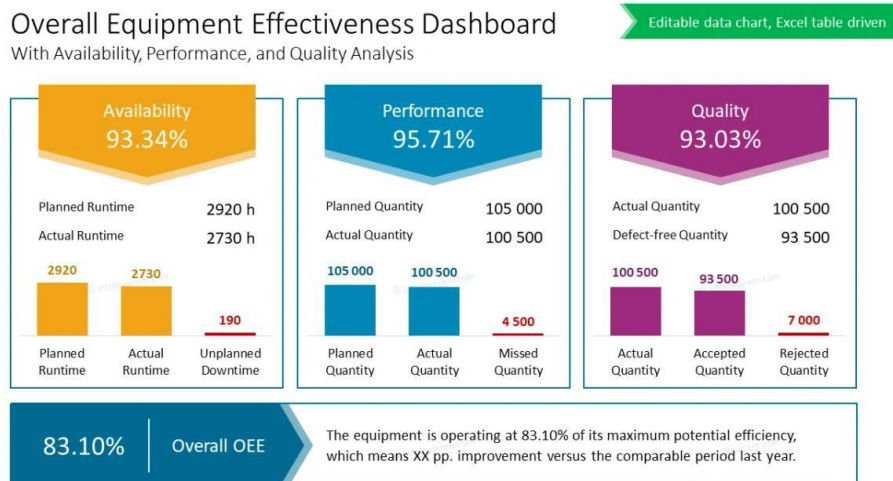 Overall Equipment Effectiveness Dashboard
With Availability, Performance, and Quality Analysis
Editable data chart, Excel table driven
Availability
93.34%
Planned Runtime 2920 h
Actual Runtime 2730 h
2920 2730 190
Planned Runtime
Actual Runtime
Unplanned Downtime
Performance
95.71%
Planned Quantity 105 000
Actual Quantity 100 500
105 000 100 500 4 500
Planned Quantity
Actual Quantity
Missed Quantity
Quality
93.03%
Actual Quantity 100 500
Defect-free Quantity 93 500
100 500 93 500 7 000
Actual Quantity
Accepted Quantity
Rejected Quantity
83.10% Overall OEE
The equipment is operating at 83.10% of its maximum potential efficiency,
which means XX pp. improvement versus the comparable period last year.